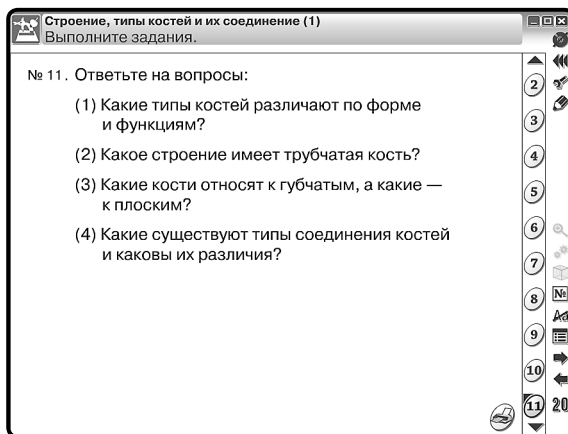 Строение, типы костей и их соединение (1)
Выполните задания.
№ 11. Ответьте на вопросы:
(1) Какие типы костей различают по форме
и функциям?
(2) Какое строение имеет трубчатая кость?
(3) Какие кости относят к губчатым, а какие —
к плоским?
(4) Какие существуют типы соединения костей
и каковы их различия?
2
3
4
5
6
7
8
9
10
11
№
Aa
20